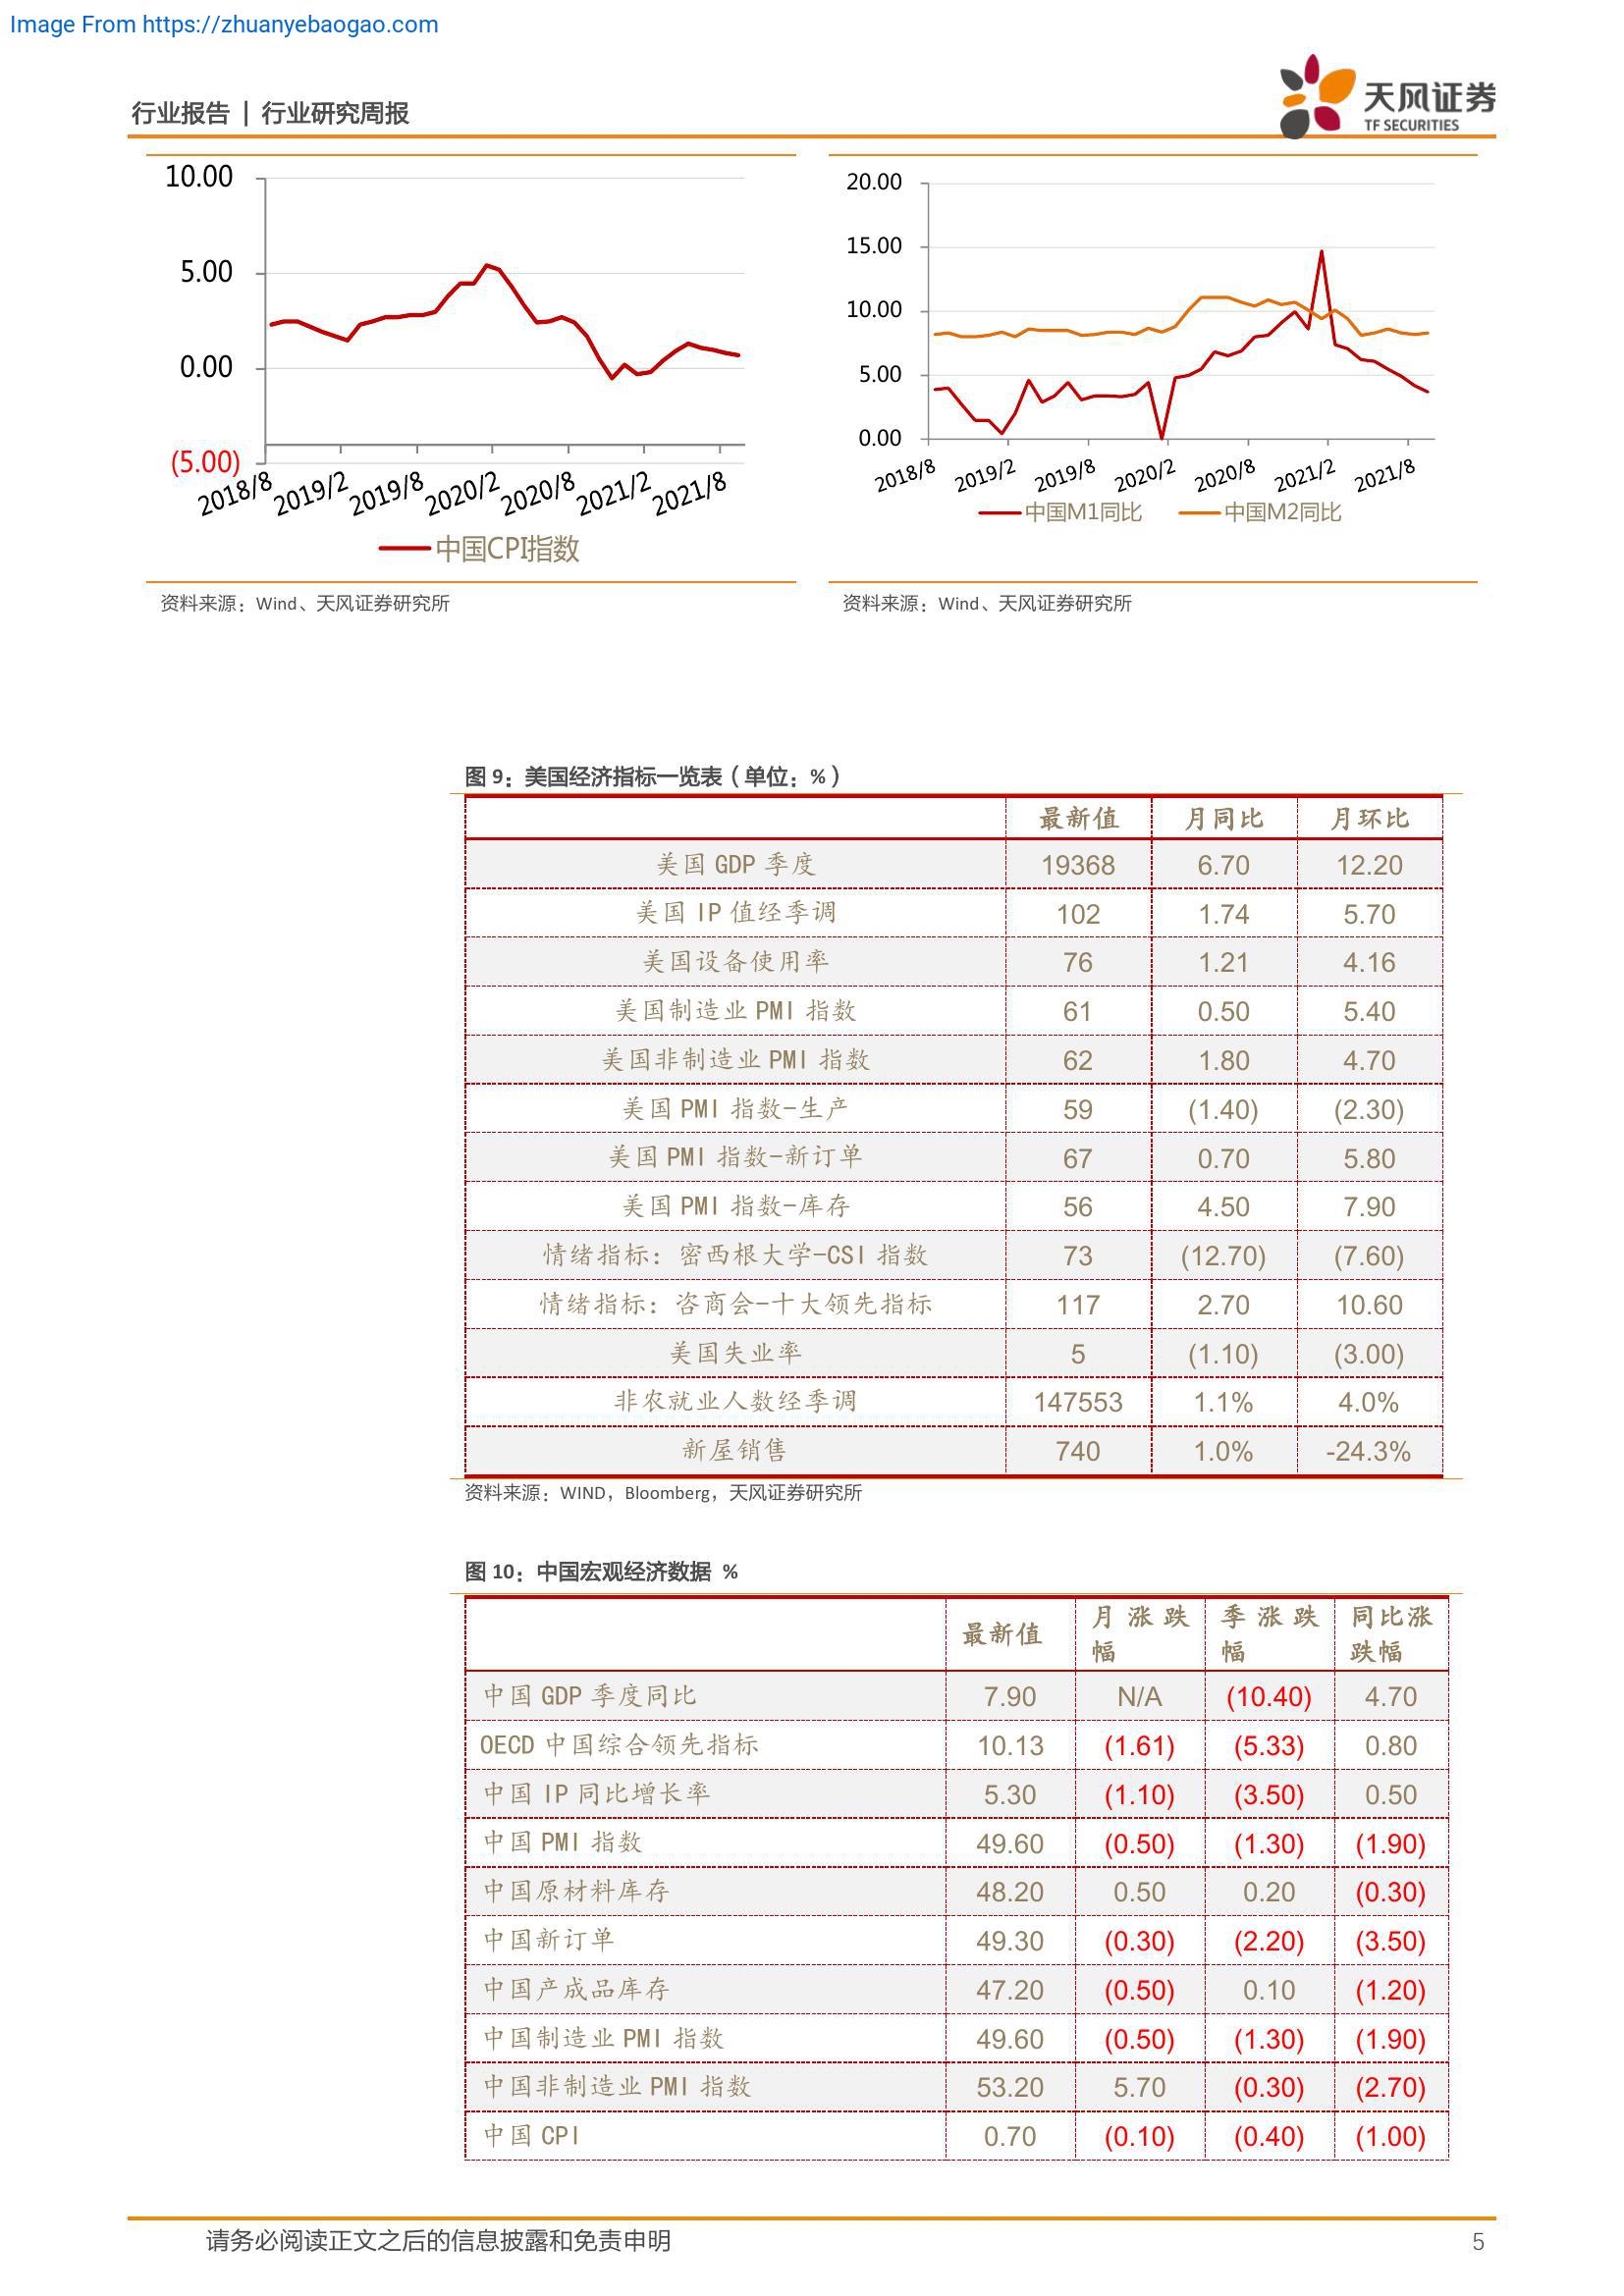 Image From https://zhuanyebaogao.com
行业报告 | 行业研究周报
天风证券
TF SECURITIES
10.00
5.00
0.00
(5.00)
2018/8 2019/2 2019/8 2020/2 2020/8 2021/2 2021/8
中国CPI指数
20.00
15.00
10.00
5.00
0.00
2018/8 2019/2 2019/8 2020/2 2020/8 2021/2 2021/8
中国M1同比 中国M2同比
资料来源：Wind、天风证券研究所
资料来源：Wind、天风证券研究所
图 9：美国经济指标一览表（单位：%）
最新值 月同比 月环比
美国 GDP 季度 19368 6.70 12.20
美国 IP 值经季调 102 1.74 5.70
美国设备使用率 76 1.21 4.16
美国制造业 PMI 指数 61 0.50 5.40
美国非制造业 PMI 指数 62 1.80 4.70
美国 PMI 指数-生产 59 (1.40) (2.30)
美国 PMI 指数-新订单 67 0.70 5.80
美国 PMI 指数-库存 56 4.50 7.90
情绪指标：密西根大学-CSI 指数 73 (12.70) (7.60)
情绪指标：咨商会-十大领先指标 117 2.70 10.60
美国失业率 5 (1.10) (3.00)
非农就业人数经季调 147553 1.1% 4.0%
新屋销售 740 1.0% -24.3%
资料来源：WIND，Bloomberg，天风证券研究所
图 10：中国宏观经济数据 %
最新值 月涨跌幅 季涨跌幅 同比涨跌幅
中国 GDP 季度同比 7.90 N/A (10.40) 4.70
OECD 中国综合领先指标 10.13 (1.61) (5.33) 0.80
中国 IP 同比增长率 5.30 (1.10) (3.50) 0.50
中国 PMI 指数 49.60 (0.50) (1.30) (1.90)
中国原材料库存 48.20 0.50 0.20 (0.30)
中国新订单 49.30 (0.30) (2.20) (3.50)
中国产成品库存 47.20 (0.50) 0.10 (1.20)
中国制造业 PMI 指数 49.60 (0.50) (1.30) (1.90)
中国非制造业 PMI 指数 53.20 5.70 (0.30) (2.70)
中国 CPI 0.70 (0.10) (0.40) (1.00)
请务必阅读正文之后的信息披露和免责申明 5